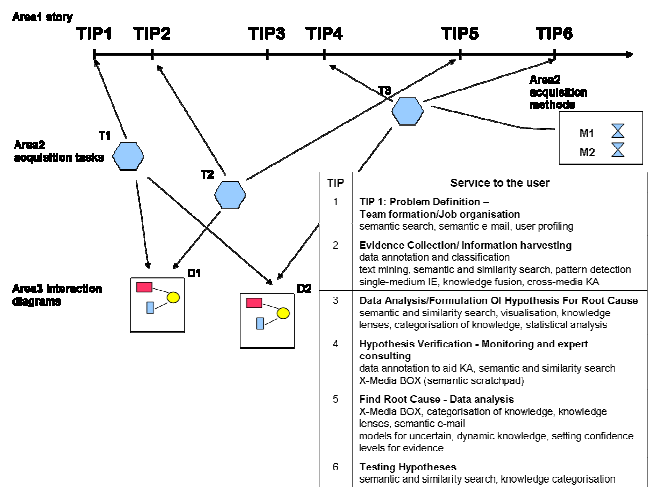 Area1 story
TIP1 TIP2 TIP3 TIP4 TIP5 TIP6
T3
Area2
acquisition
methods
M1
M2
T1
Area2
acquisition tasks
T2
D1
D2
Area3 interaction
diagrams
TIP Service to the user
1 TIP 1: Problem Definition –
Team formation/Job organisation
semantic search, semantic e mail, user profiling
2 Evidence Collection/ Information harvesting
data annotation and classification
text mining, semantic and similarity search, pattern detection
single-medium IE, knowledge fusion, cross-media KA
3 Data Analysis/Formulation Of Hypothesis For Root Cause
semantic and similarity search, visualisation, knowledge
lenses, categorisation of knowledge, statistical analysis
4 Hypothesis Verification - Monitoring and expert
consulting
data annotation to aid KA, semantic and similarity search
X-Media BOX (semantic scratchpad)
5 Find Root Cause - Data analysis
X-Media BOX, categorisation of knowledge, knowledge
lenses, semantic e-mail
models for uncertain, dynamic knowledge, setting confidence
levels for evidence
6 Testing Hypotheses
semantic and similarity search, knowledge categorisation